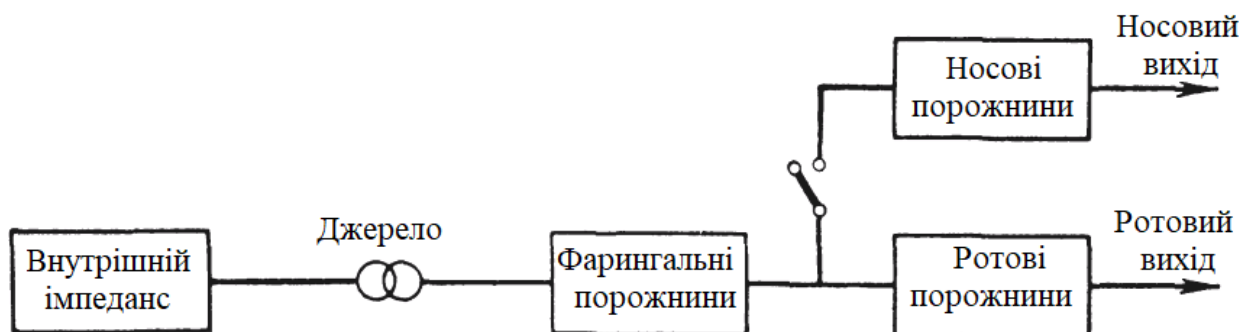 Носовий
вихід
Носові
порожнини
Джерело
Ротовий
вихід
Внутрішній
імпеданс
Фарингальні
порожнини
Ротові
порожнини